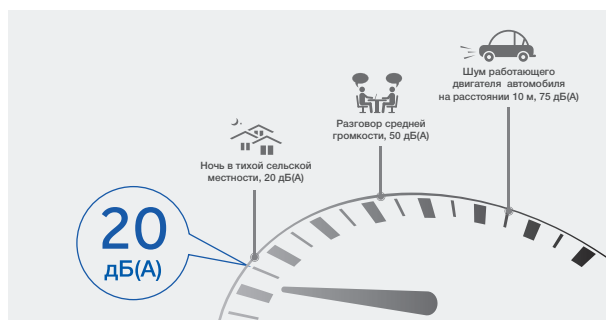 Шум работающего
двигателя автомобиля
на расстоянии 10 м, 75 дБ(А)
Разговор средней
громкости, 50 дБ(А)
Ночь в тихой сельской
местности, 20 дБ(А)
20
дБ(А)